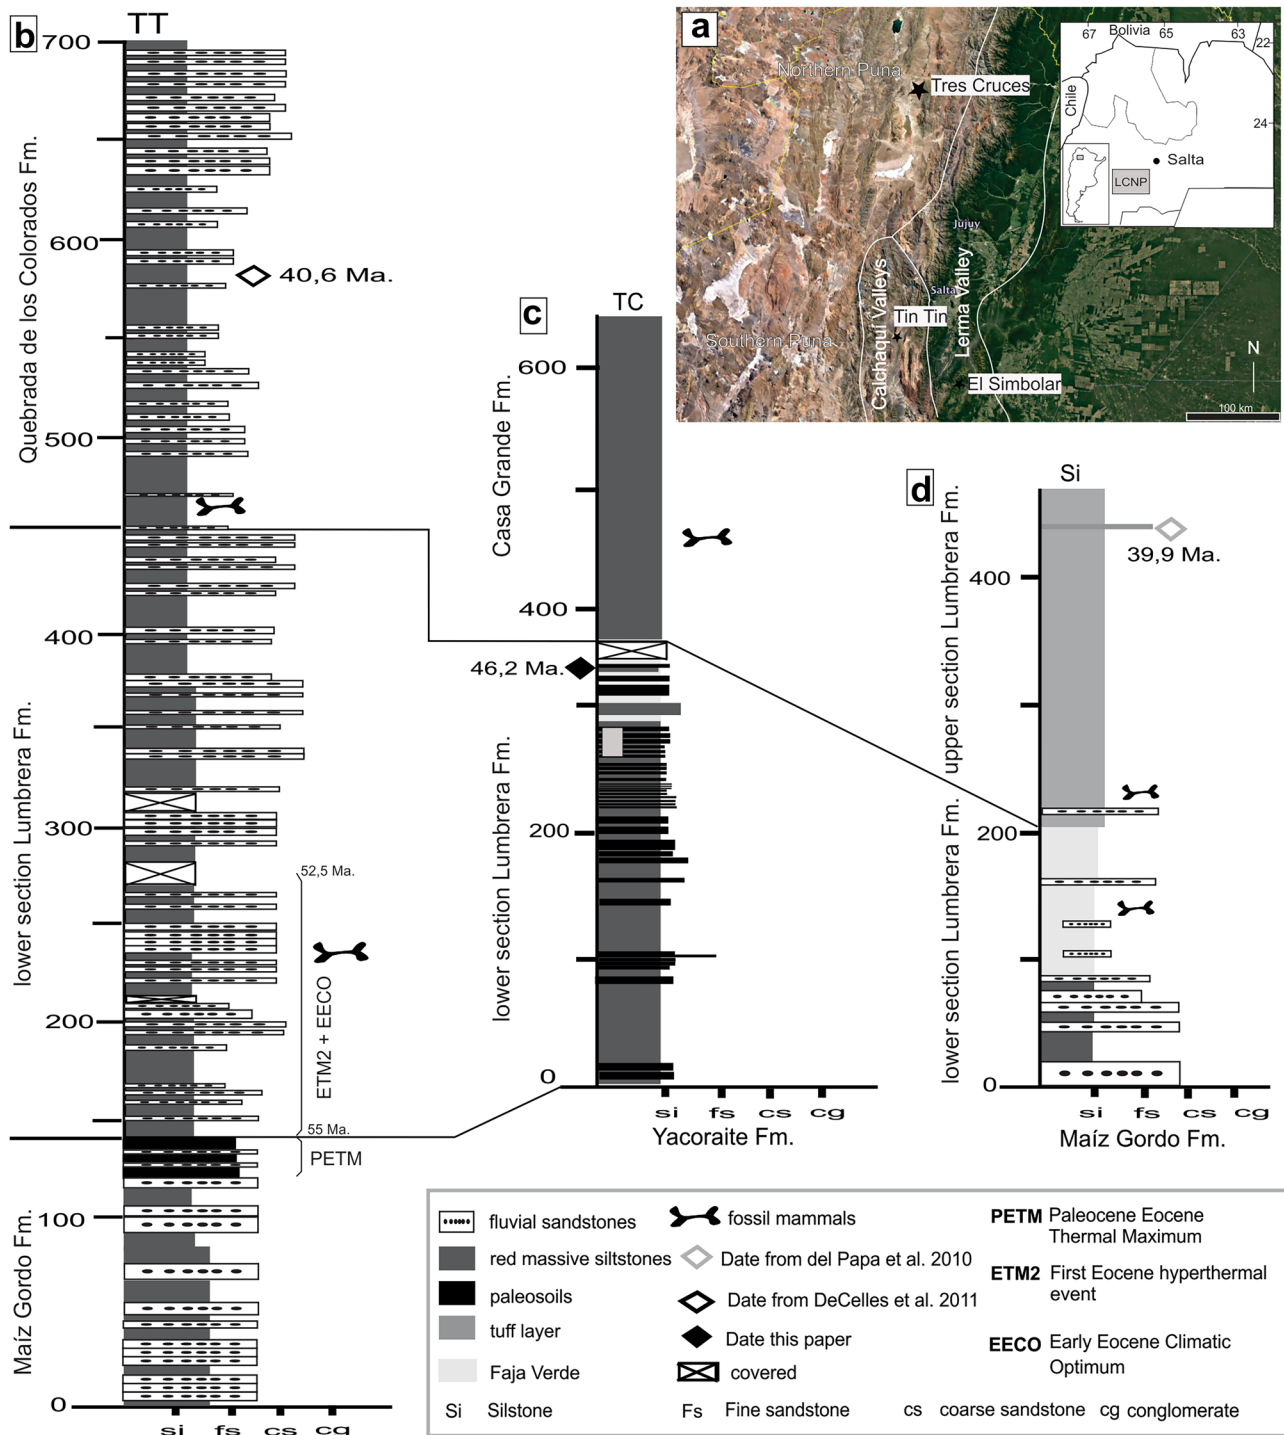 b
TT
700
600
500
400
300
200
100
0
Quebrada de los Colorados Fm.
lower section Lumbrera Fm.
Maíz Gordo Fm.
40,6 Ma.
52,5 Ma.
ETM2 + EECO
55 Ma.
PETM
si fs cs cg
a
Northern Puna
Tres Cruces
Jujuy
Calchaquí Valleys
Lerma Valley
Salta
Tin Tin
Southern Puna
El Simbolar
N
100 km
67 Bolivia 65 63
22
Chile
24
Salta
LCNP
c
TC
600
400
200
0
Casa Grande Fm.
lower section Lumbrera Fm.
46,2 Ma.
si fs cs cg
Yacoraite Fm.
d
Si
400
200
0
upper section Lumbrera Fm.
lower section Lumbrera Fm.
39,9 Ma.
si fs cs cg
Maíz Gordo Fm.
fluvial sandstones
red massive siltstones
paleosoils
tuff layer
Faja Verde
Si Silstone
fossil mammals
Date from del Papa et al. 2010
Date from DeCelles et al. 2011
Date this paper
covered
Fs Fine sandstone
cs coarse sandstone
cg conglomerate
PETM Paleocene Eocene
Thermal Maximum
ETM2 First Eocene hyperthermal
event
EECO Early Eocene Climatic
Optimum